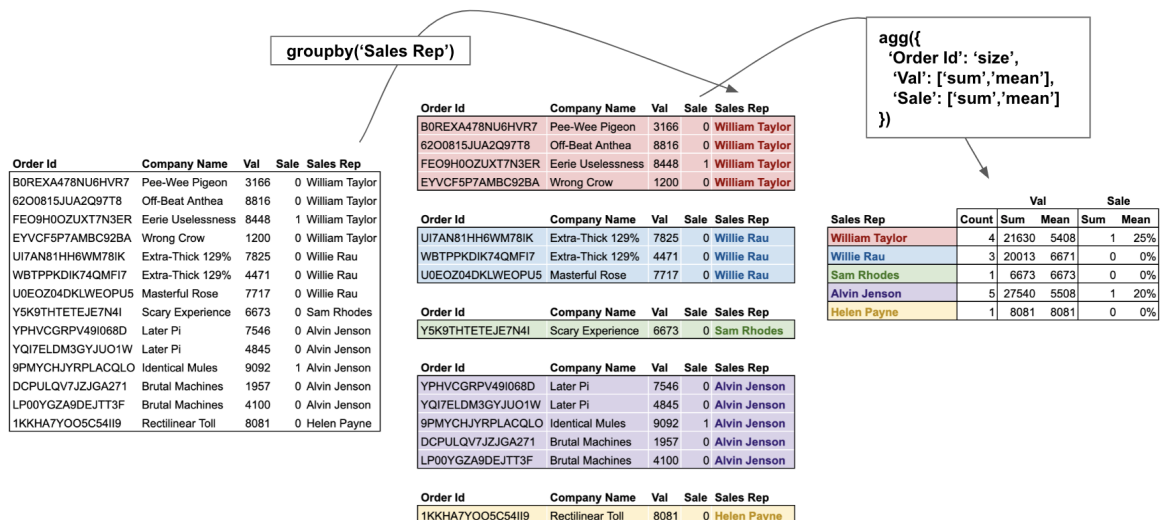 groupby(‘Sales Rep’)
agg({
‘Order Id’: ‘size’,
‘Val’: [‘sum’,’mean’],
‘Sale’: [‘sum’,’mean’]
})
Order Id Company Name Val Sale Sales Rep
B0REXA478NU6HVR7 Pee-Wee Pigeon 3166 0 William Taylor
62O0815JUA2Q97T8 Off-Beat Anthea 8816 0 William Taylor
FEO9H0OZUXT7N3ER Eerie Uselessness 8448 1 William Taylor
EYVCF5P7AMBC92BA Wrong Crow 1200 0 William Taylor
UI7AN81HH6WM78IK Extra-Thick 129% 7825 0 Willie Rau
WBTPPKDIK74QMFI7 Extra-Thick 129% 4471 0 Willie Rau
U0EOZ04DKLWEOPU5 Masterful Rose 7717 0 Willie Rau
Y5K9THTETEJE7N4I Scary Experience 6673 0 Sam Rhodes
YPHVCGRPV49I068D Later Pi 7546 0 Alvin Jenson
YQI7ELDM3GYJUO1W Later Pi 4845 0 Alvin Jenson
9PMYCHJYRPLACQLO Identical Mules 9092 1 Alvin Jenson
DCPULQV7JZJGA271 Brutal Machines 1957 0 Alvin Jenson
LP00YGZA9DEJTT3F Brutal Machines 4100 0 Alvin Jenson
1KKHA7YOO5C54II9 Rectilinear Toll 8081 0 Helen Payne
Order Id Company Name Val Sale Sales Rep
B0REXA478NU6HVR7 Pee-Wee Pigeon 3166 0 William Taylor
62O0815JUA2Q97T8 Off-Beat Anthea 8816 0 William Taylor
FEO9H0OZUXT7N3ER Eerie Uselessness 8448 1 William Taylor
EYVCF5P7AMBC92BA Wrong Crow 1200 0 William Taylor
Order Id Company Name Val Sale Sales Rep
UI7AN81HH6WM78IK Extra-Thick 129% 7825 0 Willie Rau
WBTPPKDIK74QMFI7 Extra-Thick 129% 4471 0 Willie Rau
U0EOZ04DKLWEOPU5 Masterful Rose 7717 0 Willie Rau
Order Id Company Name Val Sale Sales Rep
Y5K9THTETEJE7N4I Scary Experience 6673 0 Sam Rhodes
Order Id Company Name Val Sale Sales Rep
YPHVCGRPV49I068D Later Pi 7546 0 Alvin Jenson
YQI7ELDM3GYJUO1W Later Pi 4845 0 Alvin Jenson
9PMYCHJYRPLACQLO Identical Mules 9092 1 Alvin Jenson
DCPULQV7JZJGA271 Brutal Machines 1957 0 Alvin Jenson
LP00YGZA9DEJTT3F Brutal Machines 4100 0 Alvin Jenson
Order Id Company Name Val Sale Sales Rep
1KKHA7YOO5C54II9 Rectilinear Toll 8081 0 Helen Payne
Val Sale
Sales Rep Count Sum Mean Sum Mean
William Taylor 4 21630 5408 1 25%
Willie Rau 3 20013 6671 0 0%
Sam Rhodes 1 6673 6673 0 0%
Alvin Jenson 5 27540 5508 1 20%
Helen Payne 1 8081 8081 0 0%